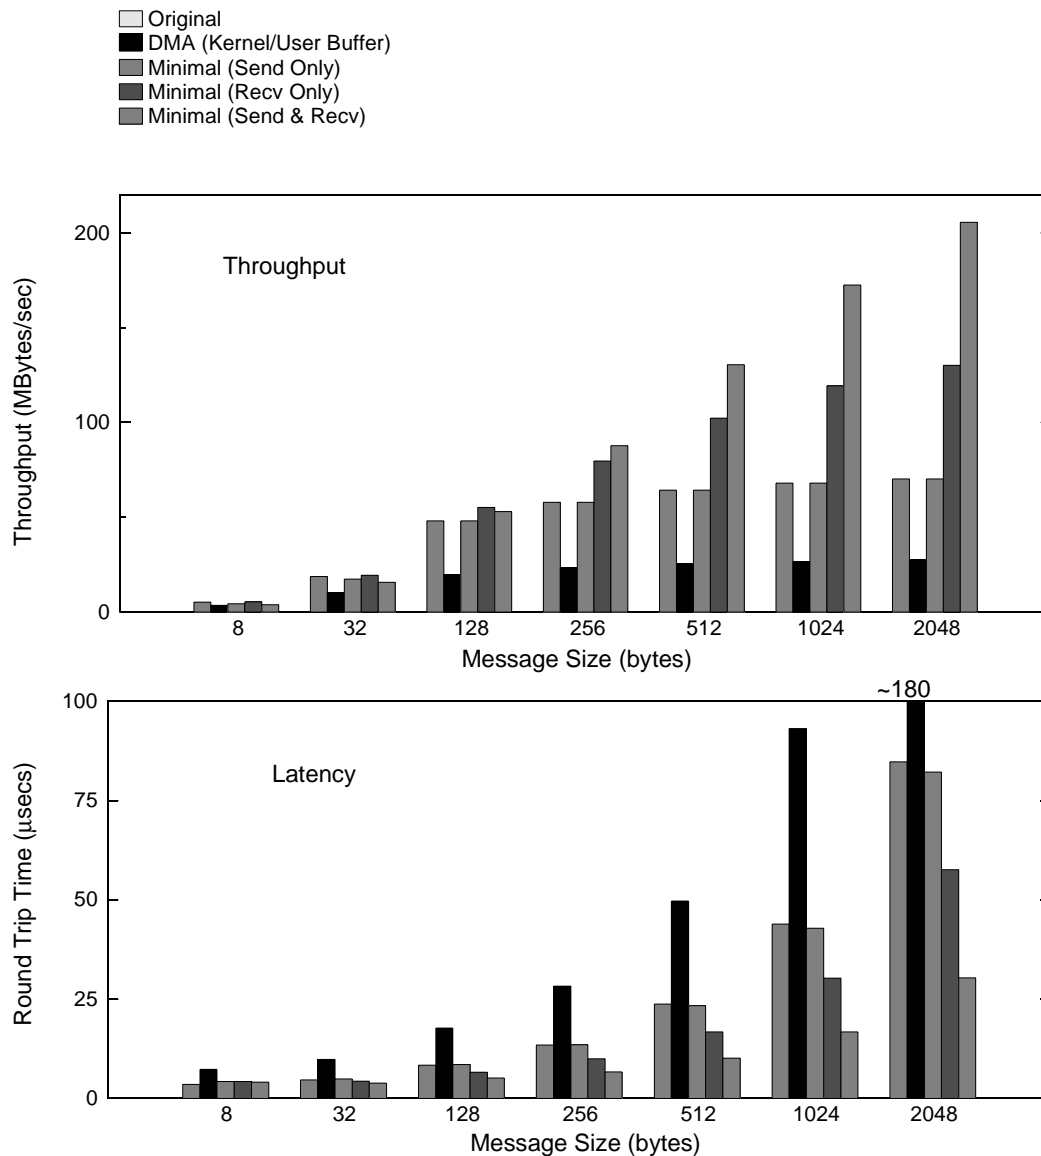 Original
DMA (Kernel/User Buffer)
Minimal (Send Only)
Minimal (Recv Only)
Minimal (Send & Recv)
200
100
0
Throughput (MBytes/sec)
Throughput
8 32 128 256 512 1024 2048
Message Size (bytes)
~180
100
75
50
25
0
Round Trip Time (µsecs)
Latency
8 32 128 256 512 1024 2048
Message Size (bytes)